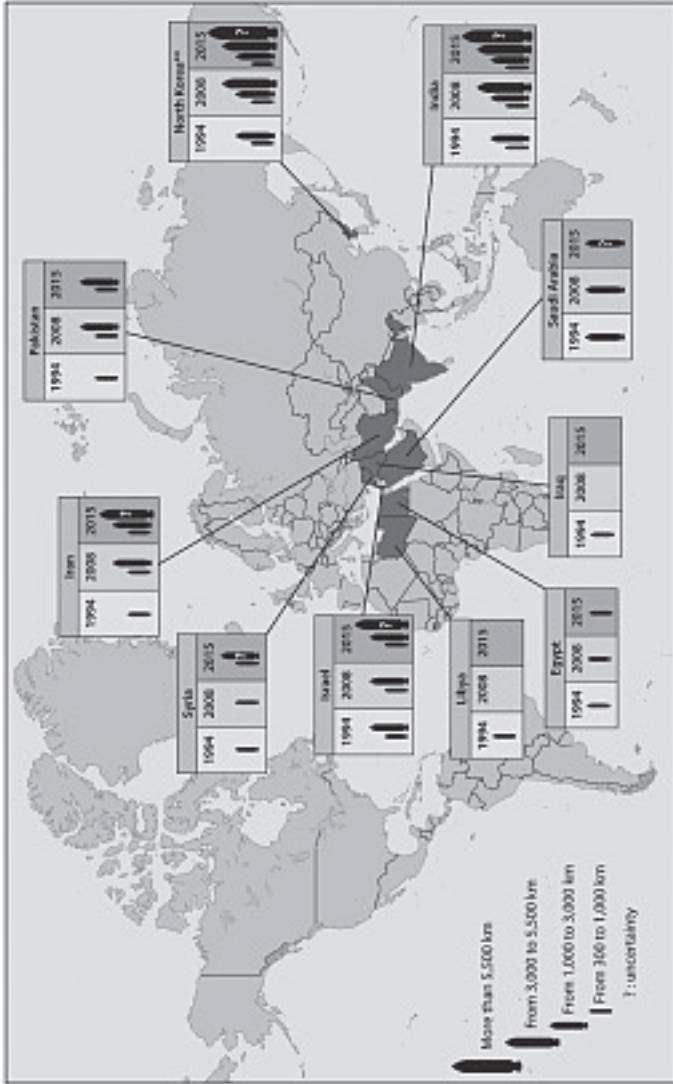 North Korea**
1994 2008 2015
?
India
1994 2008 2015
?
Pakistan
1994 2008 2015
Saudi Arabia
1994 2008 2015
?
Iran
1994 2008 2015
?
Iraq
1994 2008 2015
Syria
1994 2008 2015
?
Israel
1994 2008 2015
?
Libya
1994 2008 2015
Egypt
1994 2008 2015
More than 5,500 km
From 3,000 to 5,500 km
From 1,000 to 3,000 km
From 300 to 1,000 km
? : uncertainty